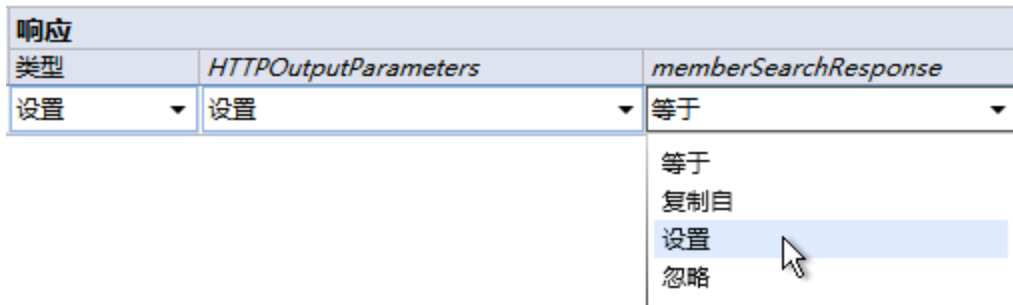 响应
类型 HTTPOutputParameters memberSearchResponse
设置 设置 等于
等于
复制自
设置
忽略